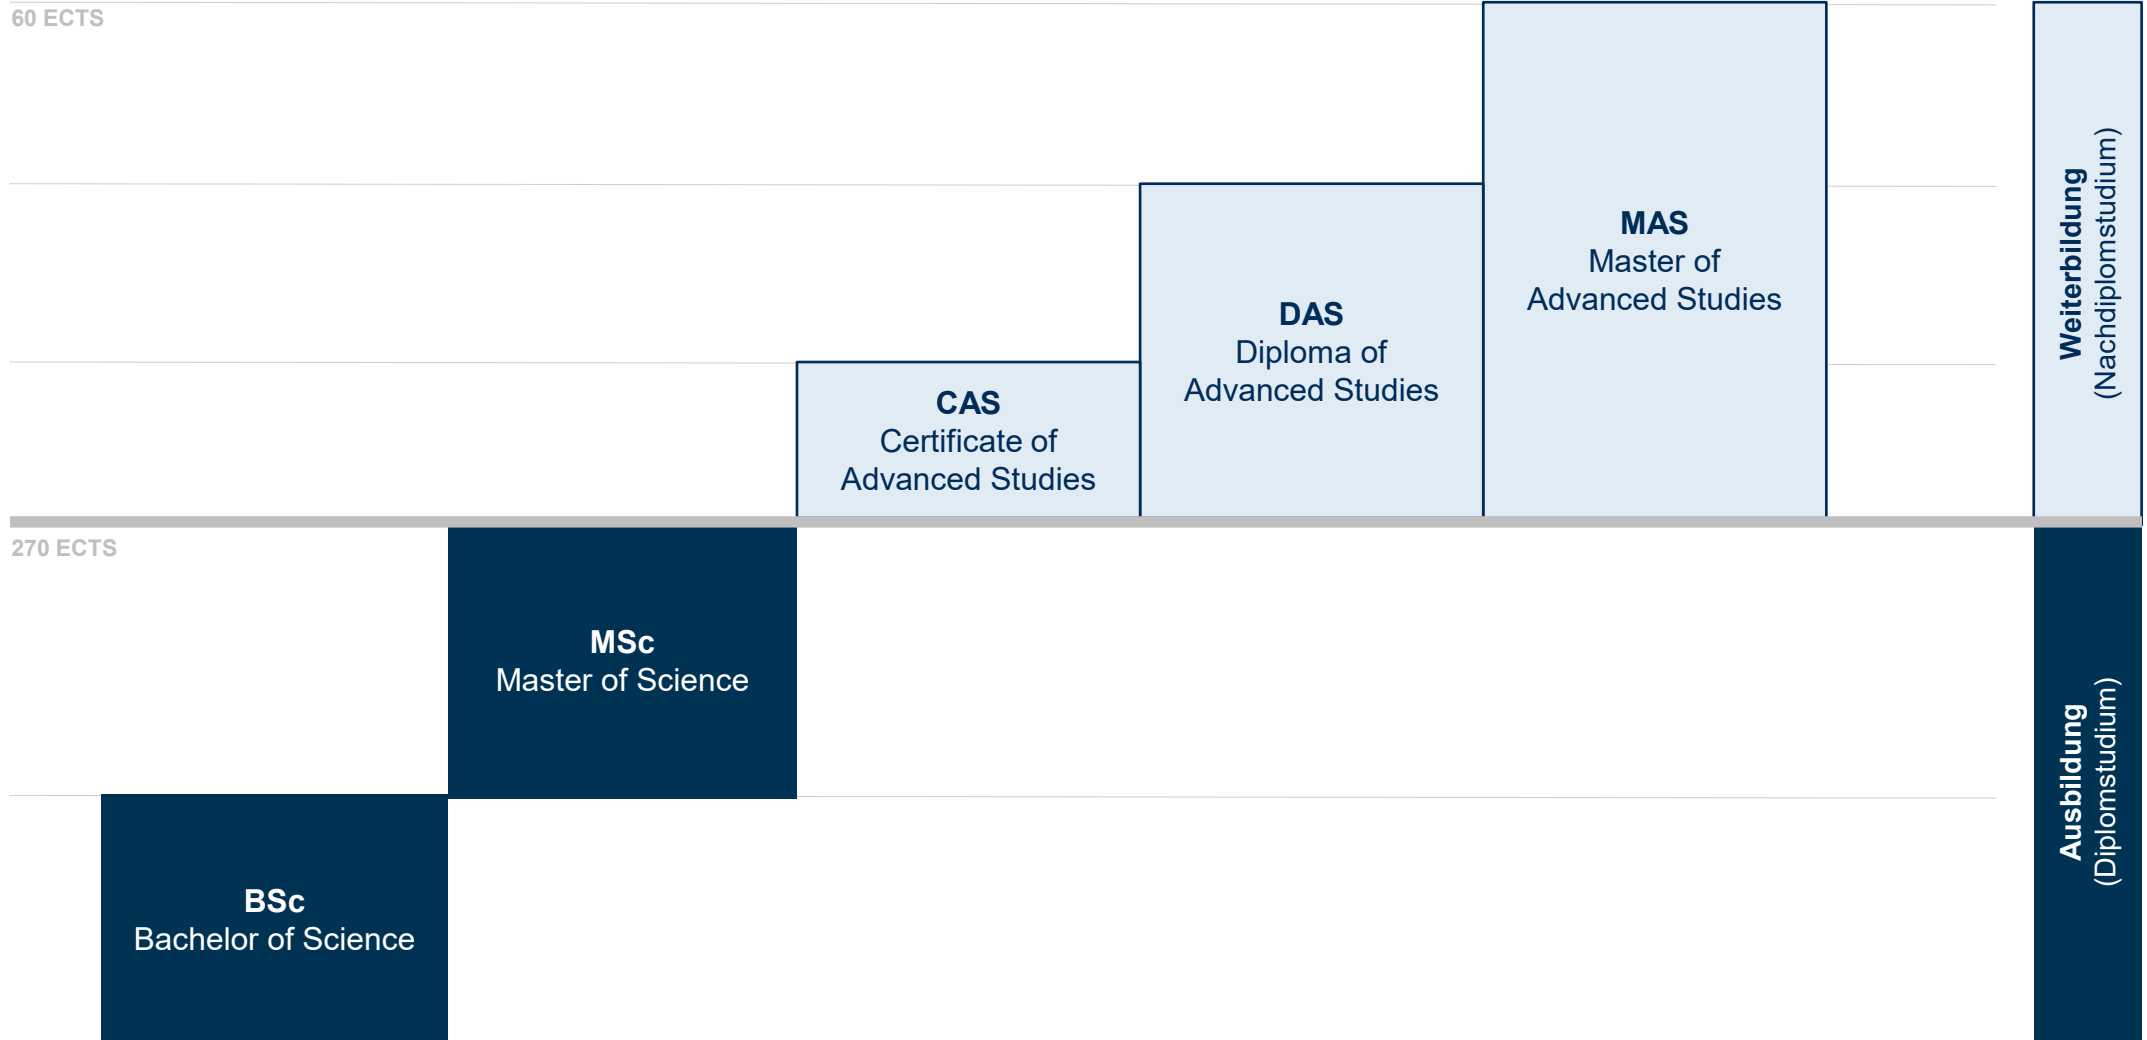 60 ECTS
MAS
Master of
Advanced Studies
DAS
Diploma of
Advanced Studies
CAS
Certificate of
Advanced Studies
Weiterbildung
(Nachdiplomstudium)
270 ECTS
MSc
Master of Science
BSc
Bachelor of Science
Ausbildung
(Diplomstudium)